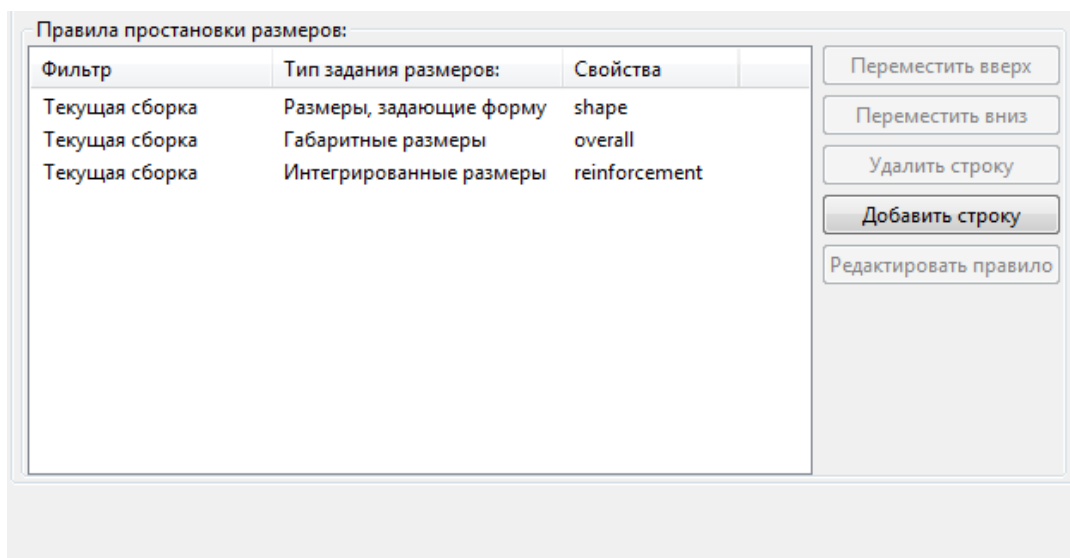 Правила простановки размеров:
Фильтр Тип задания размеров: Свойства
Текущая сборка Размеры, задающие форму shape
Текущая сборка Габаритные размеры overall
Текущая сборка Интегрированные размеры reinforcement
Переместить вверх
Переместить вниз
Удалить строку
Добавить строку
Редактировать правило